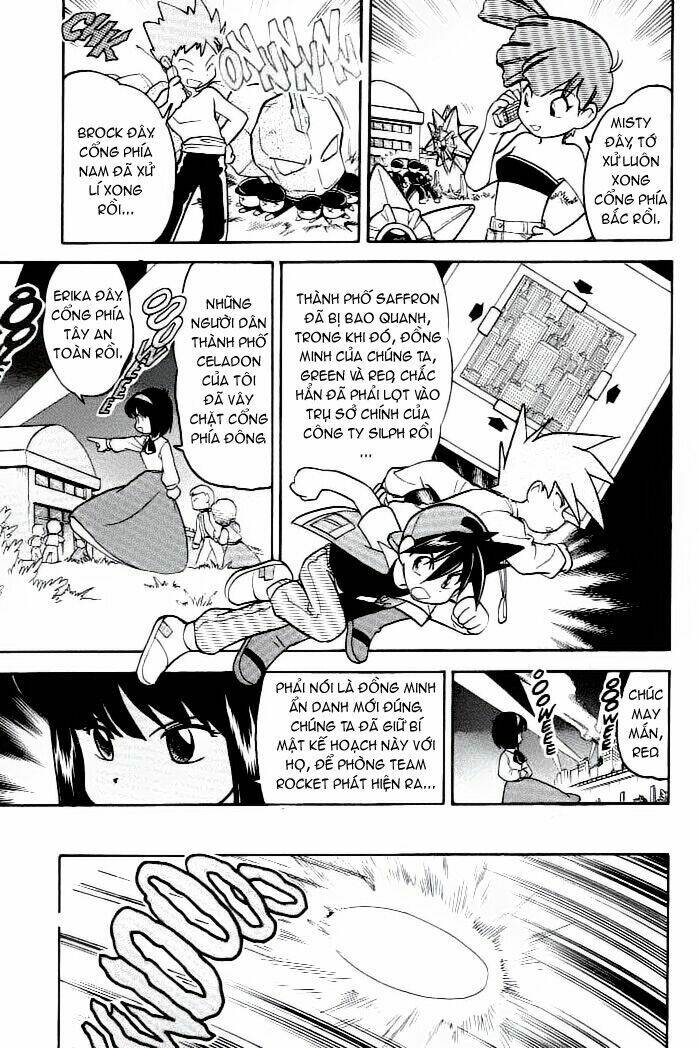 MISTY
ĐÂY, TỚ
XỬ LUÔN
XONG
CỔNG PHÍA
BẮC RỒI.
ONNNNNN
CHK
BROCK ĐÂY.
CỔNG PHÍA
NAM ĐÃ XỬ
LÍ XONG
RỒI...
THÀNH PHỐ SAFFRON
ĐÃ BỊ BAO QUANH,
TRONG KHI ĐÓ, ĐỒNG
MINH CỦA CHÚNG TA,
GREEN VÀ RED, CHẮC
HẲN ĐÃ PHẢI LỌT VÀO
TRỤ SỞ CHÍNH CỦA
CÔNG TY SILPH RỒI
...
NHỮNG
NGƯỜI DÂN
THÀNH PHỐ
CELADON
CỦA TÔI
ĐÃ VÂY
CHẶT CỔNG
PHÍA ĐÔNG
OOOWEEEE
ERIKA ĐÂY.
CỔNG PHÍA
TÂY AN
TOÀN RỒI.
CHÚC
MAY
MẮN,
RED.
OOOWEEE
OOOWEEE
PHẢI NÓI LÀ ĐỒNG MINH
ẨN DANH MỚI ĐÚNG
CHÚNG TA ĐÃ GIỮ BÍ
MẬT KẾ HOẠCH NÀY VỚI
HỌ, ĐỂ PHÒNG TEAM
ROCKET PHÁT HIỆN RA...